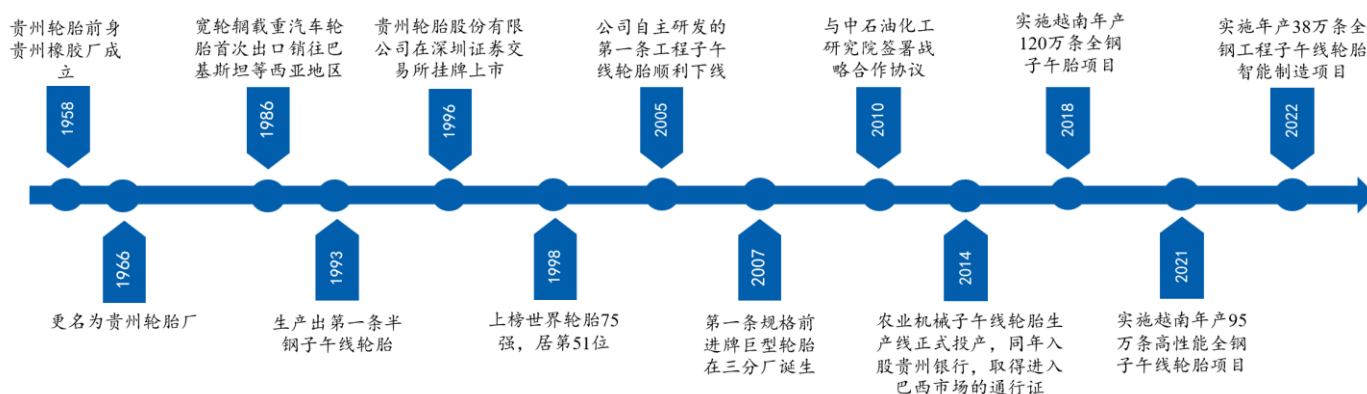 贵州轮胎前身
贵州橡胶厂成
立
1958
宽轮辋载重汽车轮
胎首次出口销往巴
基斯坦等西亚地区
1986
贵州轮胎股份有限
公司在深圳证券交
易所挂牌上市
1996
公司自主研发的
第一条工程子午
线轮胎顺利下线
2005
与中石油化工
研究院签署战
略合作协议
2010
实施越南年产
120万条全钢
子午胎项目
2018
实施年产38万条全
钢工程子午线轮胎
智能制造项目
2022
1966
更名为贵州轮胎厂
1993
生产出第一条半
钢子午线轮胎
1998
上榜世界轮胎75
强，居第51位
2007
第一条规格前
进牌巨型轮胎
在三分厂诞生
2014
农业机械子午线轮胎生
产线正式投产，同年入
股贵州银行，取得进入
巴西市场的通行证
2021
实施越南年产95
万条高性能全钢
子午线轮胎项目